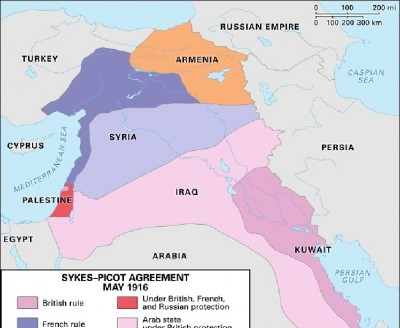 0 100 200 mi
0 100 200 300 km
RUSSIAN EMPIRE
TURKEY
ARMENIA
CASPIAN
SEA
CYPRUS
MEDITERRANEAN SEA
SYRIA
PERSIA
PALESTINE
IRAQ
EGYPT
KUWAIT
ARABIA
PERSIAN
GULF
SYKES–PICOT AGREEMENT
MAY 1916
British rule
Under British, French,
and Russian protection
French rule
Arab state
under British protection